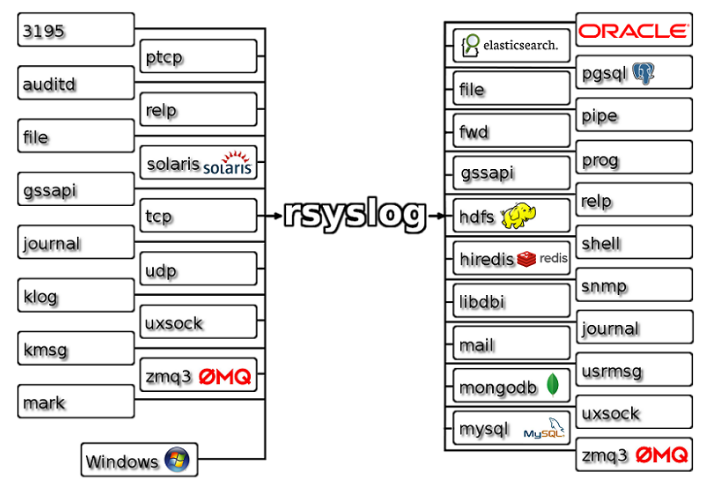 3195
ptcp
auditd
relp
file
solaris SOLARIS
gssapi
tcp
journal
udp
klog
uxsock
kmsg
zmq3 ØMQ
mark
Windows
rsyslog
ORACLE
elasticsearch.
pgsql
file
pipe
fwd
prog
gssapi
relp
hdfs
shell
hiredis redis
snmp
libdbi
journal
mail
usrmsg
mongodb
uxsock
mysql MySQL
zmq3 ØMQ